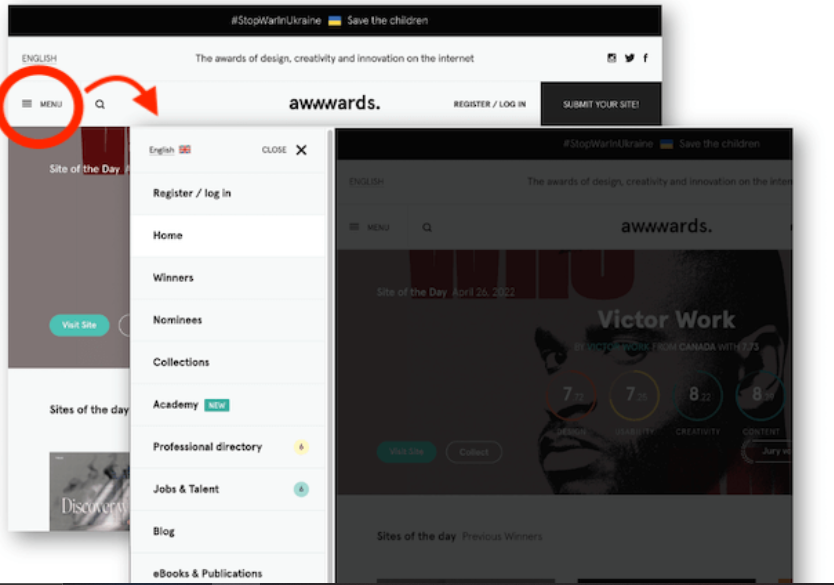 #StopWarInUkraine Save the children
ENGLISH
The awards of design, creativity and innovation on the internet
MENU
awwwards.
REGISTER / LOG IN
SUBMIT YOUR SITE!
Site of the Day
Visit Site
Sites of the day
Discovery
English
CLOSE
Register / log in
Home
Winners
Nominees
Collections
Academy NEW
Professional directory 6
Jobs & Talent 6
Blog
eBooks & Publications
#StopWarInUkraine Save the children
ENGLISH
The awards of design, creativity and innovation on the inten
MENU
awwwards.
Site of the Day April 26, 2022
Victor Work
BY VICTOR WORK FROM CANADA WITH 7.73
7.72
7.25
8.22
DESIGN
USABILITY
CREATIVITY
CONTENT
Visit Site
Collect
Jury
Sites of the day Previous Winners